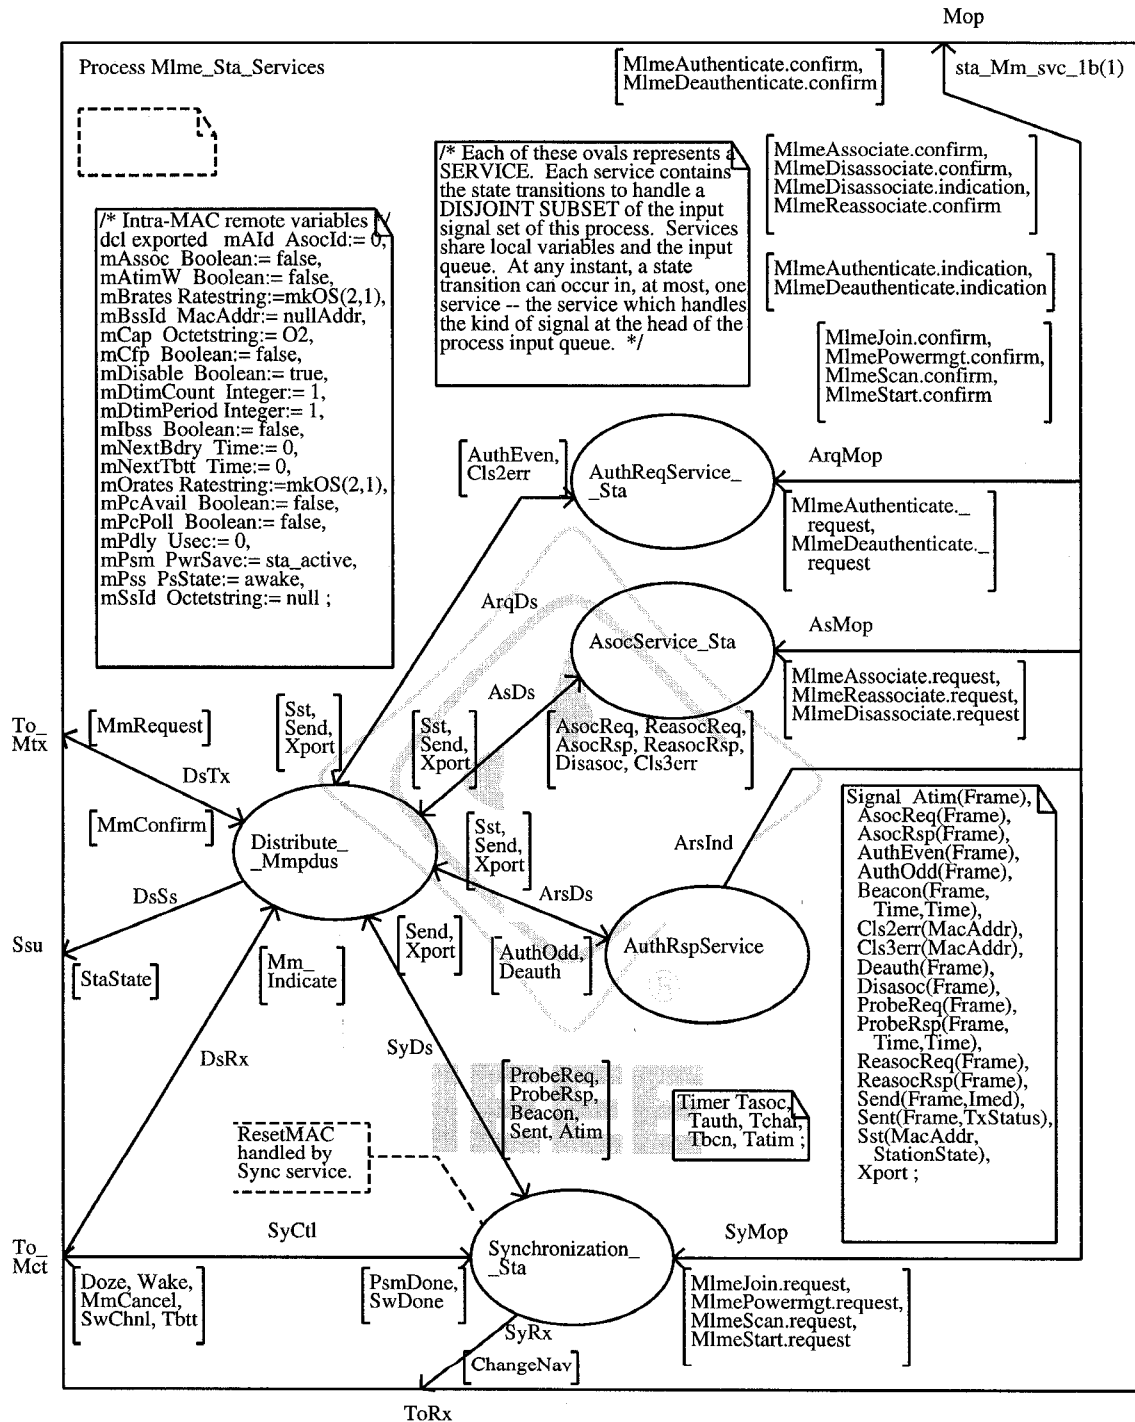 Mop
Process Mlme_Sta_Services
MlmeAuthenticate.confirm,
MlmeDeauthenticate.confirm
sta_Mm_svc_1b(1)
/* Intra-MAC remote variables */
dcl exported mAId AsocId:= 0,
mAssoc Boolean:= false,
mAtimW Boolean:= false,
mBrates Ratestring:=mkOS(2,1),
mBssId MacAddr:= nullAddr,
mCap Octetstring:= O2,
mCfp Boolean:= false,
mDisable Boolean:= true,
mDtimCount Integer:= 1,
mDtimPeriod Integer:= 1,
mIbss Boolean:= false,
mNextBdry Time:= 0,
mNextTbtt Time:= 0,
mOrates Ratestring:=mkOS(2,1),
mPcAvail Boolean:= false,
mPcPoll Boolean:= false,
mPdly Usec:= 0,
mPsm PwrSave:= sta_active,
mPss PsState:= awake,
mSsId Octetstring:= null ;
/* Each of these ovals represents a
SERVICE. Each service contains
the state transitions to handle a
DISJOINT SUBSET of the input
signal set of this process. Services
share local variables and the input
queue. At any instant, a state
transition can occur in, at most, one
service -- the service which handles
the kind of signal at the head of the
process input queue. */
MlmeAssociate.confirm,
MlmeDisassociate.confirm,
MlmeDisassociate.indication,
MlmeReassociate.confirm
MlmeAuthenticate.indication,
MlmeDeauthenticate.indication
MlmeJoin.confirm,
MlmePowermgt.confirm,
MlmeScan.confirm,
MlmeStart.confirm
AuthEven,
Cls2err
AuthReqService_
_Sta
ArqMop
MlmeAuthenticate._
request,
MlmeDeauthenticate._
request
ArqDs
AsocService_Sta
AsMop
MlmeAssociate.request,
MlmeReassociate.request,
MlmeDisassociate.request
AsDs
To_
Mtx
MmRequest
Sst,
Send,
Xport
Sst,
Send,
Xport
AsocReq, ReasocReq,
AsocRsp, ReasocRsp,
Disasoc, Cls3err
DsTx
MmConfirm
Distribute_
_Mmpdus
Sst,
Send,
Xport
ArsInd
Signal Atim(Frame),
AsocReq(Frame),
AsocRsp(Frame),
AuthEven(Frame),
AuthOdd(Frame),
Beacon(Frame,
Time,Time),
Cls2err(MacAddr),
Cls3err(MacAddr),
Deauth(Frame),
Disasoc(Frame),
ProbeReq(Frame),
ProbeRsp(Frame,
Time,Time),
ReasocReq(Frame),
ReasocRsp(Frame),
Send(Frame,Imed),
Sent(Frame,TxStatus),
Sst(MacAddr,
StationState),
Xport ;
DsSs
ArsDs
Ssu
StaState
Mm_
Indicate
Send,
Xport
AuthOdd,
Deauth
AuthRspService
®
DsRx
SyDs
IEEE
ProbeReq,
ProbeRsp,
Beacon,
Sent, Atim
Timer Tasoc,
Tauth, Tchal,
Tbcn, Tatim ;
ResetMAC
handled by
Sync service.
To_
Mct
SyCtl
Synchronization_
_Sta
SyMop
Doze, Wake,
MmCancel,
SwChnl, Tbtt
PsmDone,
SwDone
MlmeJoin.request,
MlmePowermgt.request,
MlmeScan.request,
MlmeStart.request
SyRx
ChangeNav
ToRx